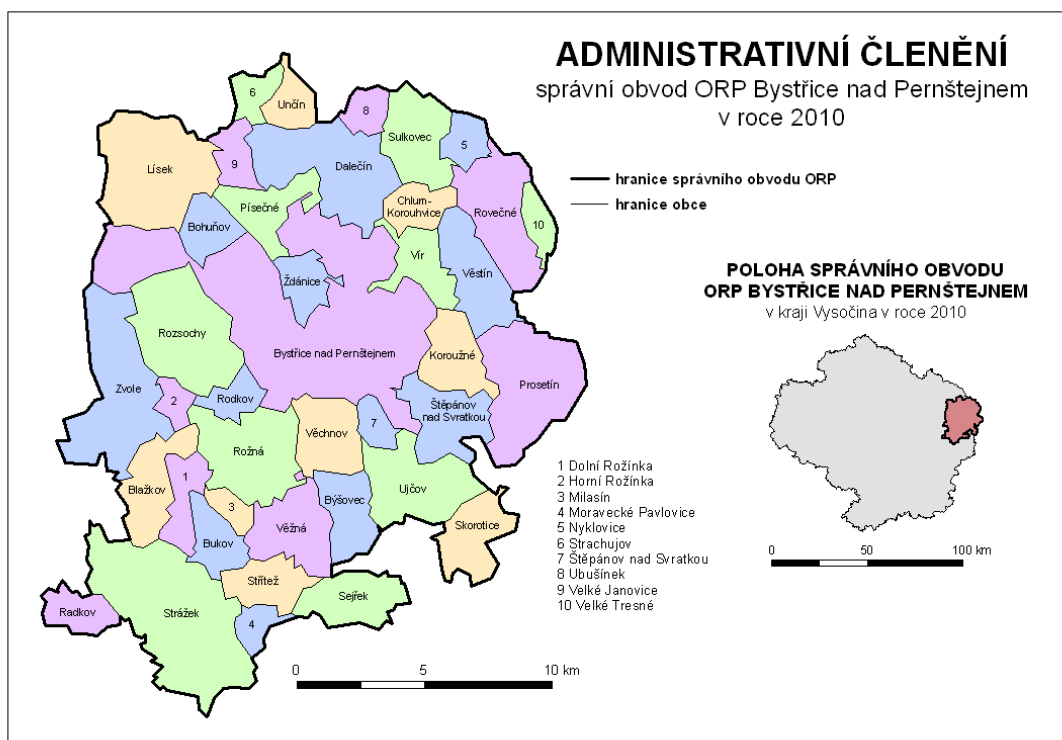 ADMINISTRATIVNÍ ČLENĚNÍ
správní obvod ORP Bystřice nad Pernštejnem
v roce 2010
hranice správního obvodu ORP
hranice obce
6
Unčín
8
Sulkovec
5
9
Dalečín
Lísek
Písečné
Chlum-
Korouhvice
Rovečné
10
Bohuňov
Vír
Věstín
Ždánice
Rozsochy
Bystřice nad Pernštejnem
Koroužné
Prosetín
Zvole
2
Rodkov
7
Štěpánov
nad Svratkou
Věchnov
Rožná
1
Blažkov
Býšovec
Ujčov
3
Věžná
Skorotice
Bukov
Střítež
Sejřek
Radkov
Strážek
4
POLOHA SPRÁVNÍHO OBVODU
ORP BYSTŘICE NAD PERNŠTEJNEM
v kraji Vysočina v roce 2010
0 50 100 km
1 Dolní Rožínka
2 Horní Rožínka
3 Milasín
4 Moravecké Pavlovice
5 Nyklovice
6 Strachujov
7 Štěpánov nad Svratkou
8 Ubušínek
9 Velké Janovice
10 Velké Tresné
0 5 10 km